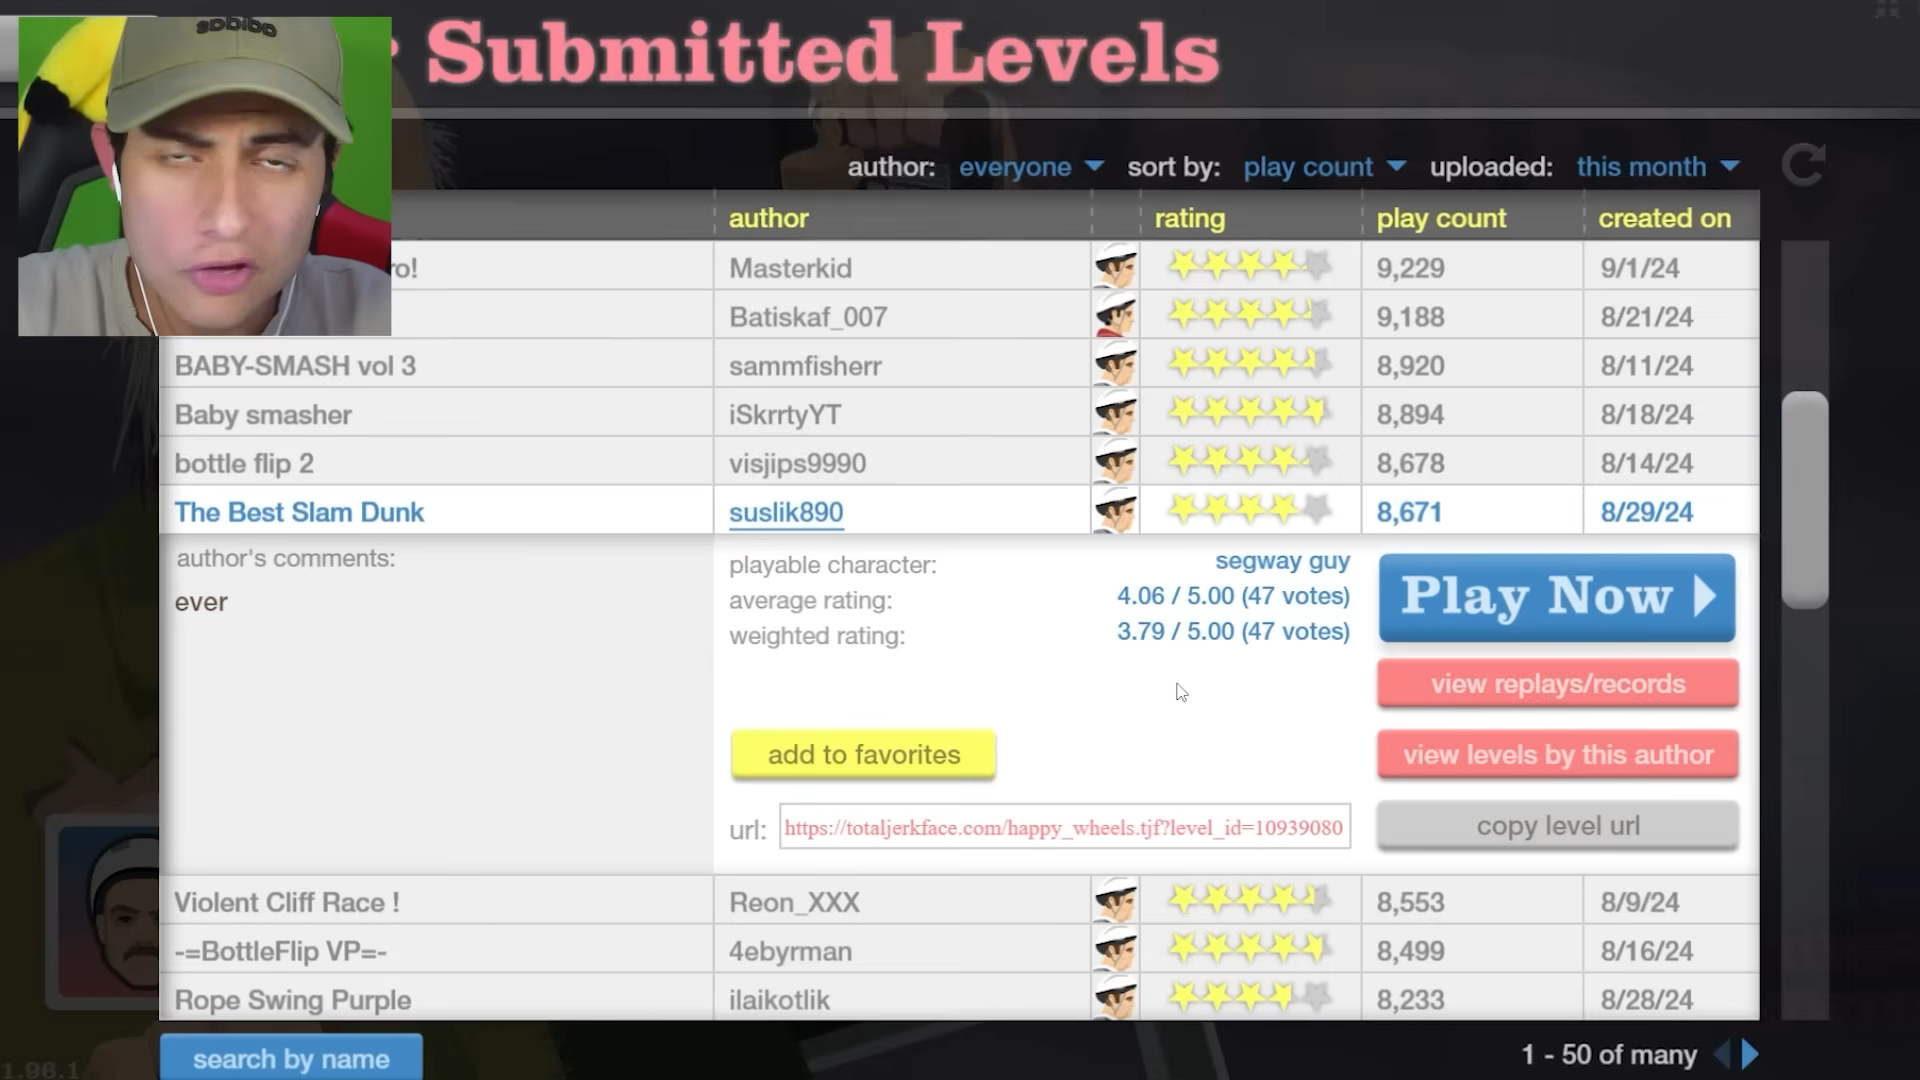 Submitted Levels
author: everyone sort by: play count uploaded: this month
author rating play count created on
ro! Masterkid 9,229 9/1/24
Batiskaf_007 9,188 8/21/24
BABY-SMASH vol 3 sammfisherr 8,920 8/11/24
Baby smasher iSkrrtyYT 8,894 8/18/24
bottle flip 2 visjips9990 8,678 8/14/24
The Best Slam Dunk suslik890 8,671 8/29/24
author's comments:
ever
playable character: segway guy
average rating: 4.06 / 5.00 (47 votes)
weighted rating: 3.79 / 5.00 (47 votes)
Play Now
view replays/records
add to favorites
view levels by this author
url: https://totaljerkface.com/happy_wheels.tjf?level_id=10939080
copy level url
Violent Cliff Race ! Reon_XXX 8,553 8/9/24
-=BottleFlip VP=- 4ebyrman 8,499 8/16/24
Rope Swing Purple ilaikotlik 8,233 8/28/24
search by name
1 - 50 of many
1.96.1